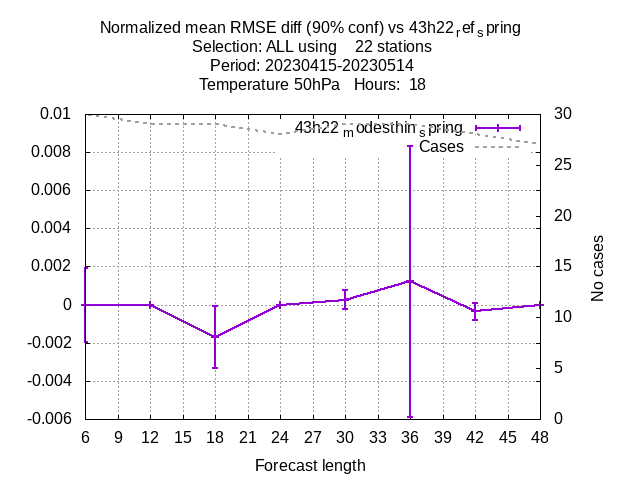 Normalized mean RMSE diff (90% conf) vs 43h22ᵣefₛpring
Selection: ALL using    22 stations
Period: 20230415-20230514
Temperature 50hPa   Hours:  18
0.01
0.008
0.006
0.004
0.002
0
-0.002
-0.004
-0.006
30
25
20
15
10
5
0
43h22ₘodesthinₛpring
Cases
No cases
6 9 12 15 18 21 24 27 30 33 36 39 42 45 48
Forecast length